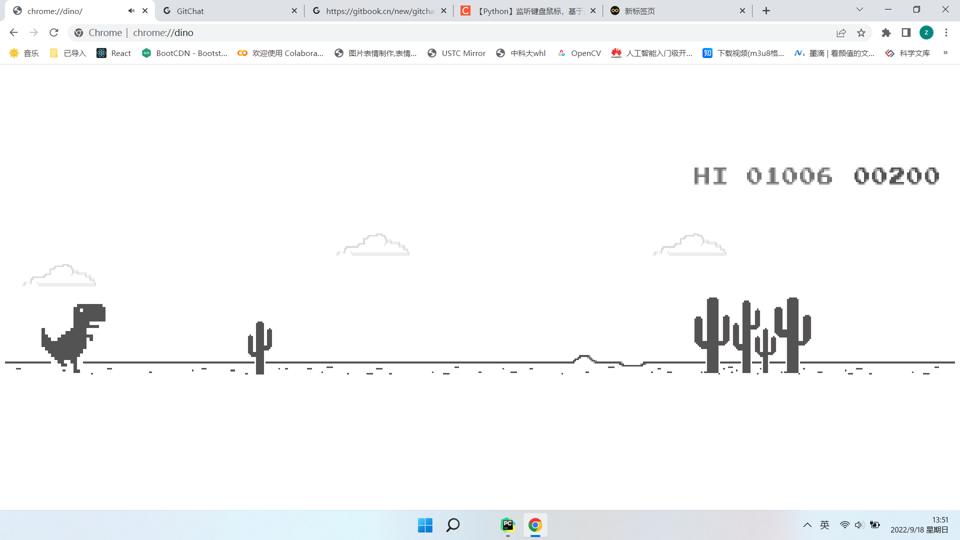 chrome://dino/
GitChat
https://gitbook.cn/new/gitcha
【Python】监听键盘鼠标，基于
新标签页
Chrome | chrome://dino
z
音乐
已导入
React
BootCDN - Bootst...
欢迎使用 Colabora...
图片表情制作,表情...
USTC Mirror
中科大whl
OpenCV
人工智能入门级开...
知
下载视频(m3u8格...
墨滴 | 看颜值的文...
科学文库
»
HI 01006 00200
PC
英
13:51
2022/9/18 星期日